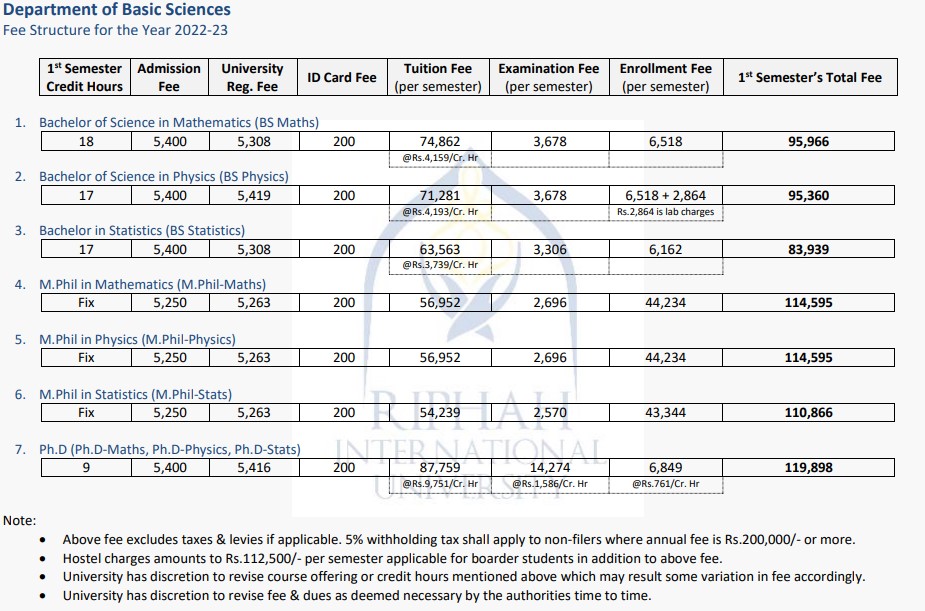 Department of Basic Sciences
Fee Structure for the Year 2022-23
1st Semester Credit Hours Admission Fee University Reg. Fee ID Card Fee Tuition Fee (per semester) Examination Fee (per semester) Enrollment Fee (per semester) 1st Semester's Total Fee
1. Bachelor of Science in Mathematics (BS Maths)
18 5,400 5,308 200 74,862 3,678 6,518 95,966
@Rs.4,159/Cr. Hr
2. Bachelor of Science in Physics (BS Physics)
17 5,400 5,419 200 71,281 3,678 6,518 + 2,864 95,360
@Rs.4,193/Cr. Hr Rs.2,864 is lab charges
3. Bachelor in Statistics (BS Statistics)
17 5,400 5,308 200 63,563 3,306 6,162 83,939
@Rs.3,739/Cr. Hr
4. M.Phil in Mathematics (M.Phil-Maths)
Fix 5,250 5,263 200 56,952 2,696 44,234 114,595
5. M.Phil in Physics (M.Phil-Physics)
Fix 5,250 5,263 200 56,952 2,696 44,234 114,595
6. M.Phil in Statistics (M.Phil-Stats)
Fix 5,250 5,263 200 54,239 2,570 43,344 110,866
RIPHAH
7. Ph.D (Ph.D-Maths, Ph.D-Physics, Ph.D-Stats)
INTERNATIONAL
9 5,400 5,416 200 87,759 14,274 6,849 119,898
@Rs.9,751/Cr. Hr @Rs.1,586/Cr. Hr @Rs.761/Cr. Hr
UNIVERSITY
Note:
• Above fee excludes taxes & levies if applicable. 5% withholding tax shall apply to non-filers where annual fee is Rs.200,000/- or more.
• Hostel charges amounts to Rs.112,500/- per semester applicable for boarder students in addition to above fee.
• University has discretion to revise course offering or credit hours mentioned above which may result some variation in fee accordingly.
• University has discretion to revise fee & dues as deemed necessary by the authorities time to time.